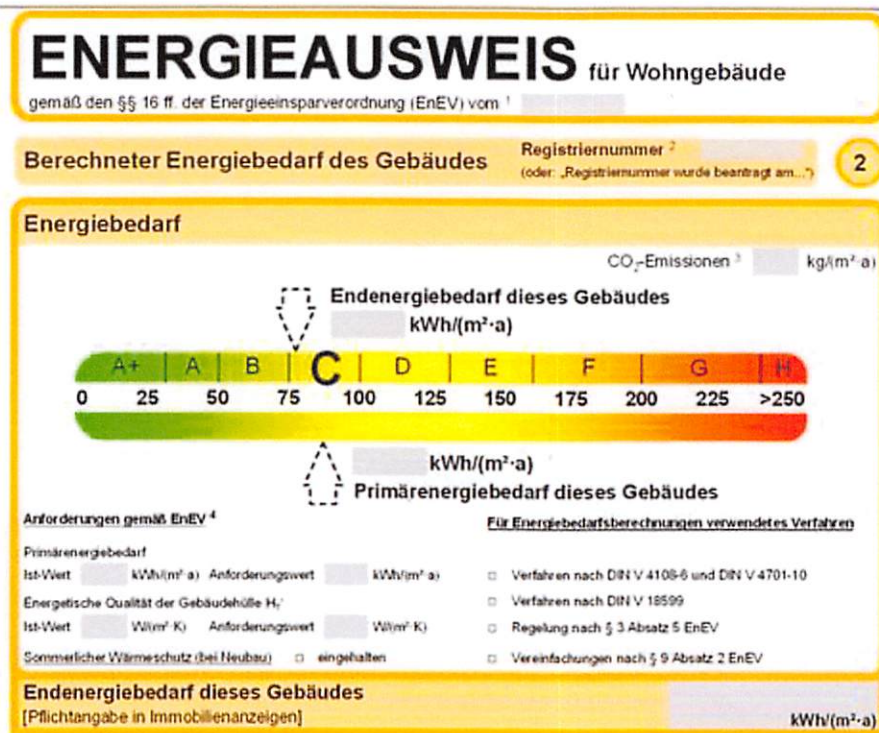 ENERGIEAUSWEIS für Wohngebäude
gemäß den §§ 16 ff. der Energieeinsparverordnung (EnEV) vom ¹
Berechneter Energiebedarf des Gebäudes
Registriernummer ²
(oder: „Registriernummer wurde beantragt am...“)
2
Energiebedarf
CO₂-Emissionen ³ kg/(m²·a)
Endenergiebedarf dieses Gebäudes
kWh/(m²·a)
A+ A B C D E F G H
0 25 50 75 100 125 150 175 200 225 >250
kWh/(m²·a)
Primärenergiebedarf dieses Gebäudes
Anforderungen gemäß EnEV ⁴
Primärenergiebedarf
Ist-Wert kWh/(m²·a) Anforderungswert kWh/(m²·a)
Energetische Qualität der Gebäudehülle H_T'
Ist-Wert W/(m²·K) Anforderungswert W/(m²·K)
Sommerlicher Wärmeschutz (bei Neubau) □ eingehalten
Für Energiebedarfsberechnungen verwendetes Verfahren
□ Verfahren nach DIN V 4108-6 und DIN V 4701-10
□ Verfahren nach DIN V 18599
□ Regelung nach § 3 Absatz 5 EnEV
□ Vereinfachungen nach § 9 Absatz 2 EnEV
Endenergiebedarf dieses Gebäudes
[Pflichtangabe in Immobilienanzeigen]
kWh/(m²·a)